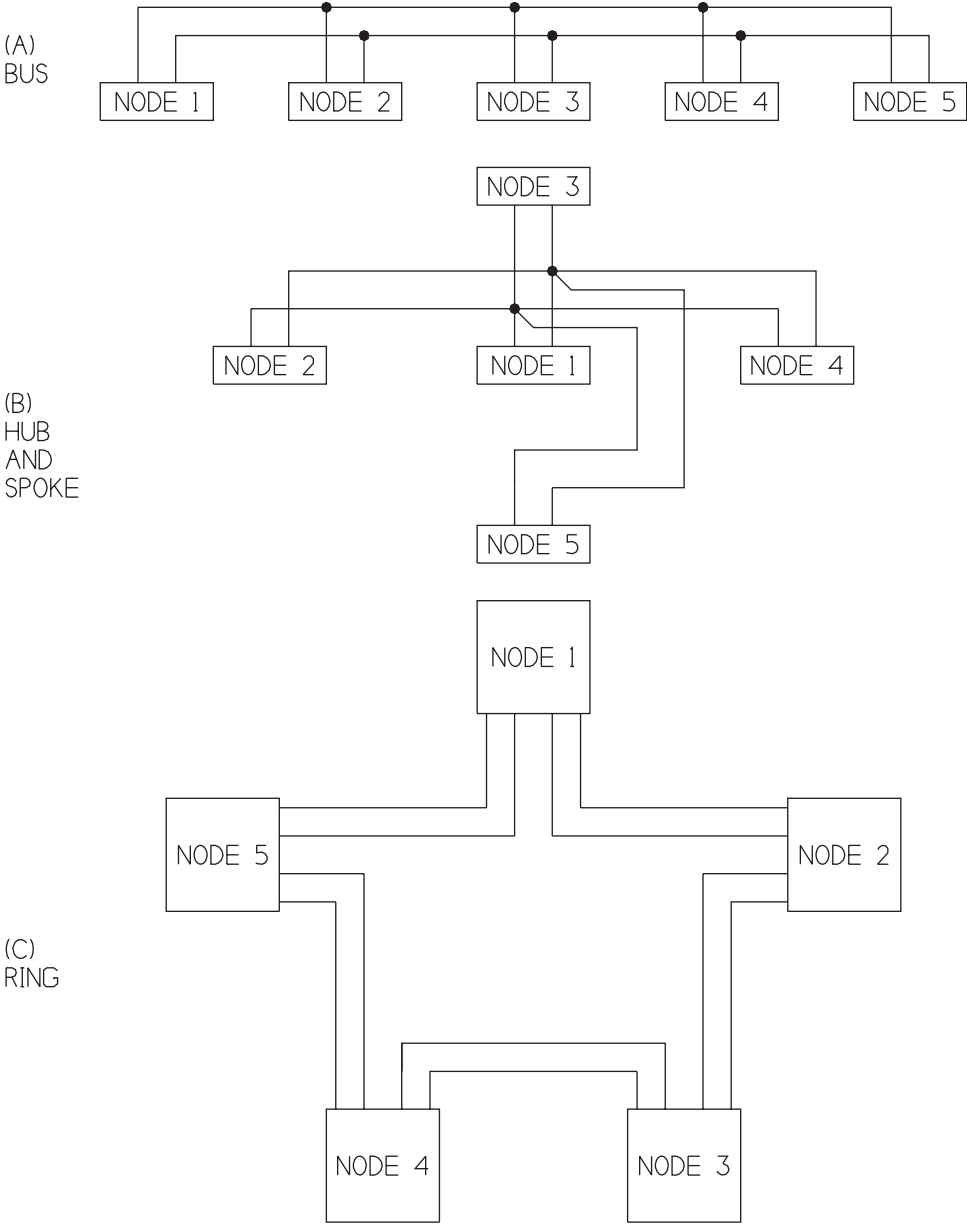 (A)
BUS
NODE 1
NODE 2
NODE 3
NODE 4
NODE 5
NODE 3
NODE 2
NODE 1
NODE 4
(B)
HUB
AND
SPOKE
NODE 5
NODE 1
NODE 5
NODE 2
(C)
RING
NODE 4
NODE 3